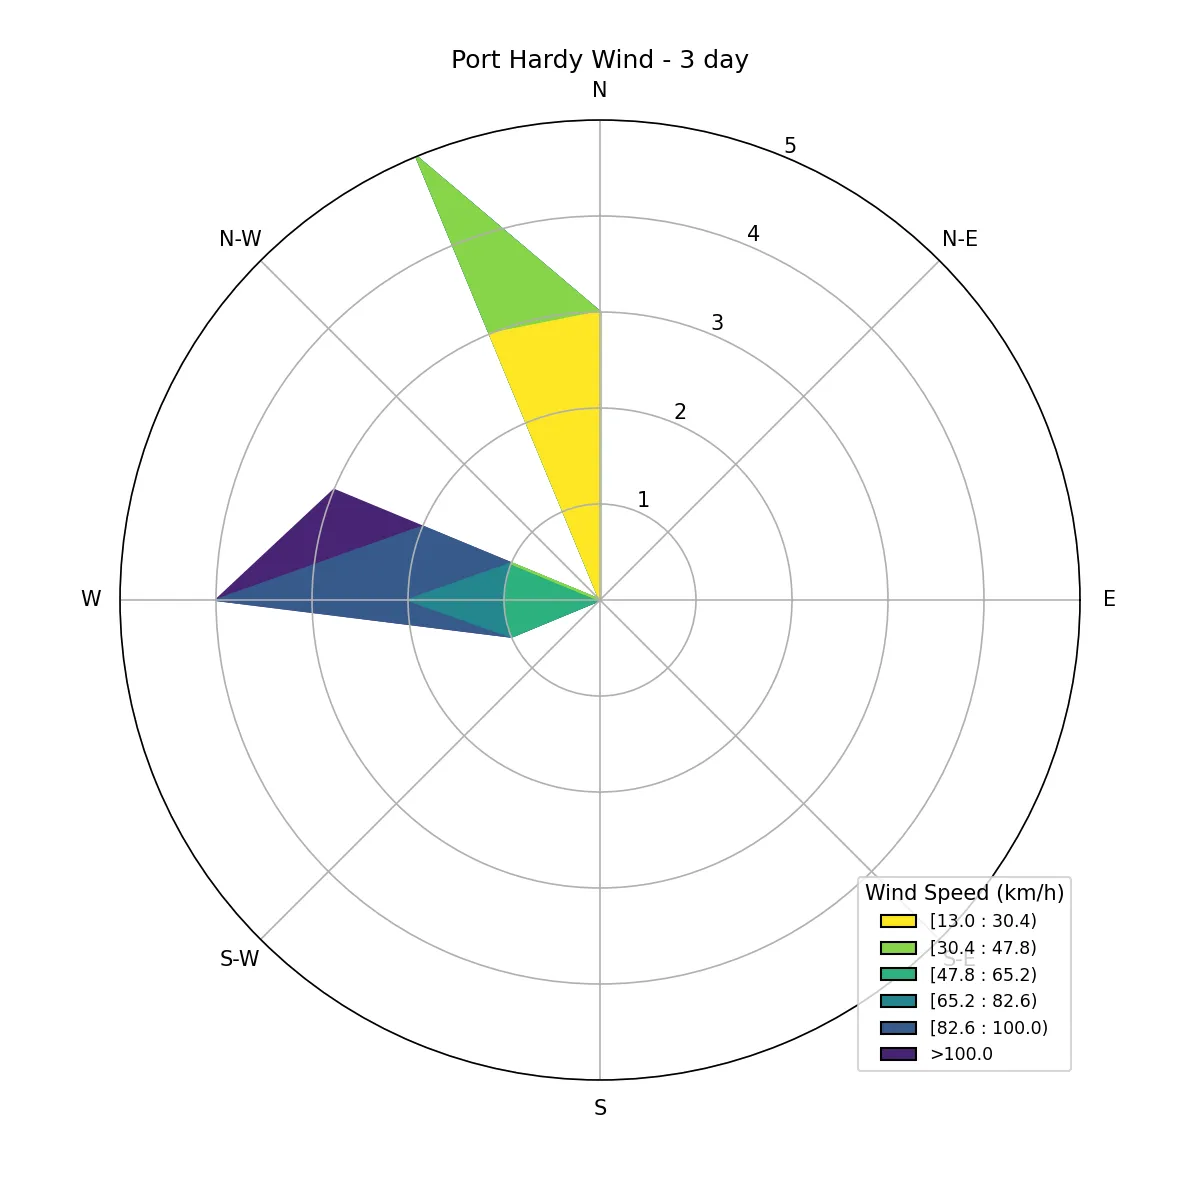 Port Hardy Wind - 3 day
N
5
N-W
4
N-E
3
2
1
W
E
Wind Speed (km/h)
[13.0 : 30.4)
[30.4 : 47.8)
S-W
S-E
[47.8 : 65.2)
[65.2 : 82.6)
[82.6 : 100.0)
>100.0
S